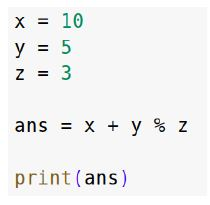 x = 10
y = 5
z = 3
ans = x + y % z
print(ans)